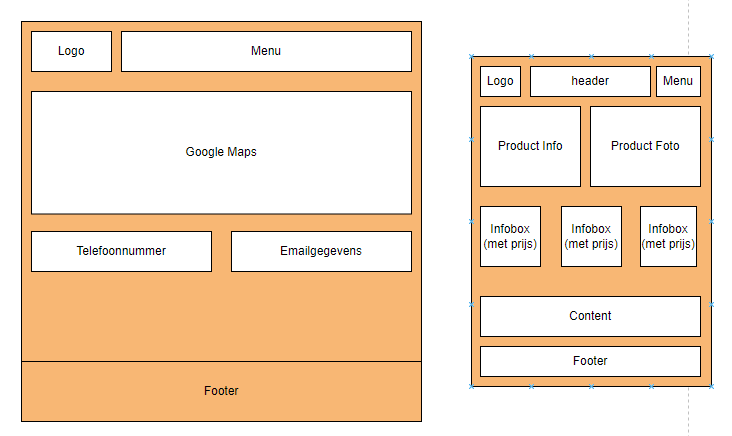 Logo
Menu
Google Maps
Telefoonnummer
Emailgegevens
Footer
Logo
header
Menu
Product Info
Product Foto
Infobox
(met prijs)
Infobox
(met prijs)
Infobox
(met prijs)
Content
Footer